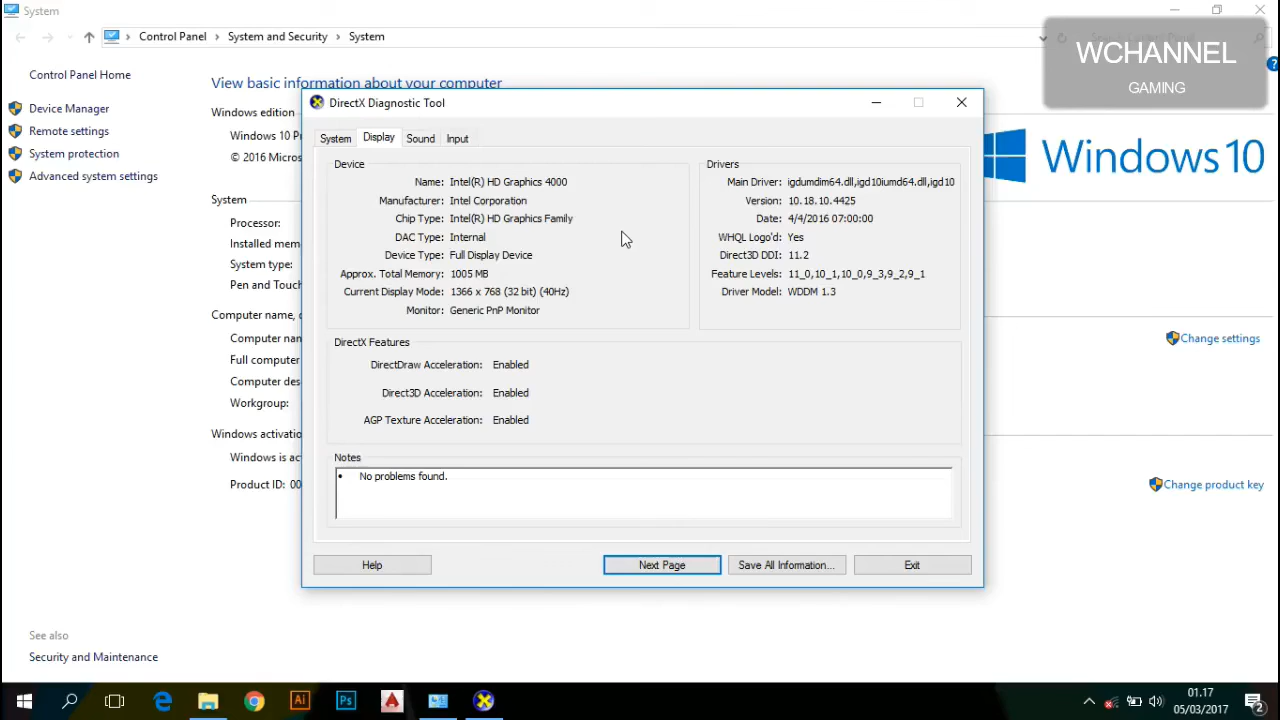 System
Control Panel > System and Security > System
WCHANNEL
GAMING
Control Panel Home
Device Manager
Remote settings
System protection
Advanced system settings
See also
Security and Maintenance
View basic information about your computer
Windows edition
Windows 10 Pr
© 2016 Micros
System
Processor:
Installed mem
System type:
Pen and Touch
Computer name, d
Computer nam
Full computer
Computer des
Workgroup:
Windows activatio
Windows is ac
Product ID: 00
Windows 10
Change settings
Change product key
DirectX Diagnostic Tool
System Display Sound Input
Device
Name: Intel(R) HD Graphics 4000
Manufacturer: Intel Corporation
Chip Type: Intel(R) HD Graphics Family
DAC Type: Internal
Device Type: Full Display Device
Approx. Total Memory: 1005 MB
Current Display Mode: 1366 x 768 (32 bit) (40Hz)
Monitor: Generic PnP Monitor
Drivers
Main Driver: igdumdim64.dll,igd10iumd64.dll,igd10
Version: 10.18.10.4425
Date: 4/4/2016 07:00:00
WHQL Logo'd: Yes
Direct3D DDI: 11.2
Feature Levels: 11_0,10_1,10_0,9_3,9_2,9_1
Driver Model: WDDM 1.3
DirectX Features
DirectDraw Acceleration: Enabled
Direct3D Acceleration: Enabled
AGP Texture Acceleration: Enabled
Notes
• No problems found.
Help Next Page Save All Information... Exit
Ai Ps
01.17
05/03/2017
2